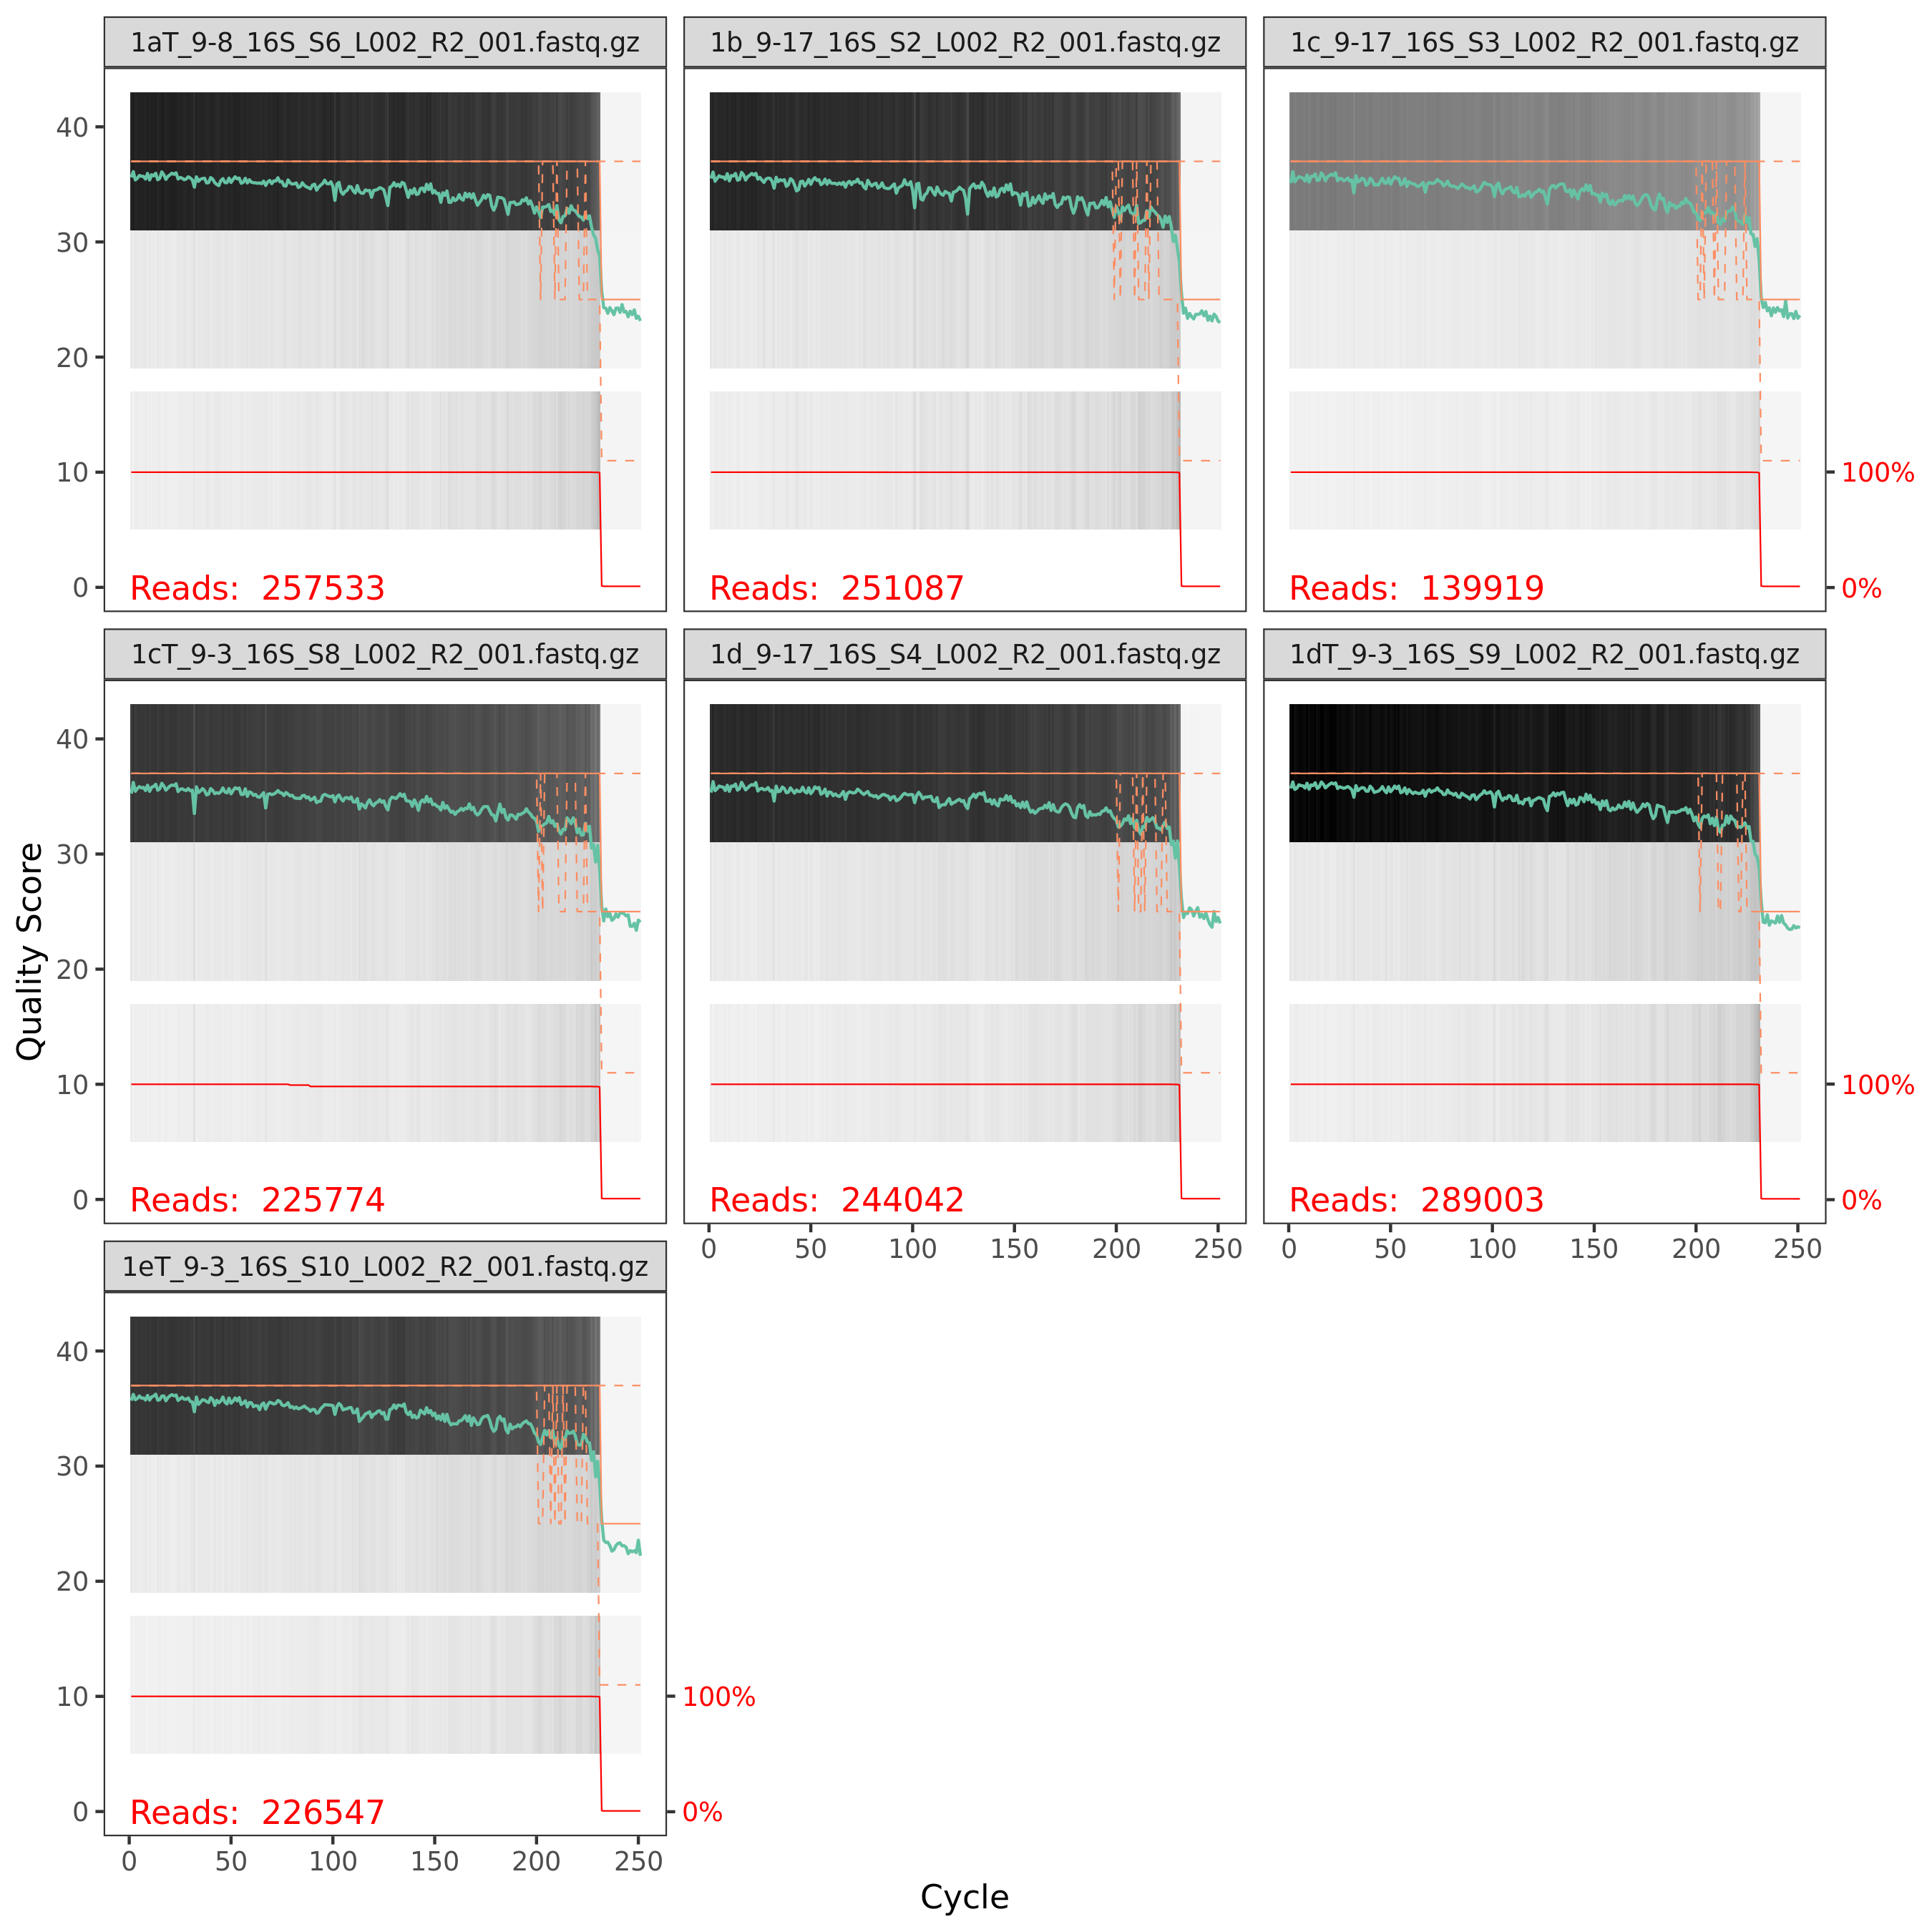 1aT_9-8_16S_S6_L002_R2_001.fastq.gz
1b_9-17_16S_S2_L002_R2_001.fastq.gz
1c_9-17_16S_S3_L002_R2_001.fastq.gz
40
30
20
10
0
100%
0%
Reads: 257533
Reads: 251087
Reads: 139919
1cT_9-3_16S_S8_L002_R2_001.fastq.gz
1d_9-17_16S_S4_L002_R2_001.fastq.gz
1dT_9-3_16S_S9_L002_R2_001.fastq.gz
Quality Score
40
30
20
10
0
100%
0%
Reads: 225774
Reads: 244042
Reads: 289003
0 50 100 150 200 250
0 50 100 150 200 250
1eT_9-3_16S_S10_L002_R2_001.fastq.gz
40
30
20
10
0
100%
0%
Reads: 226547
0 50 100 150 200 250
Cycle